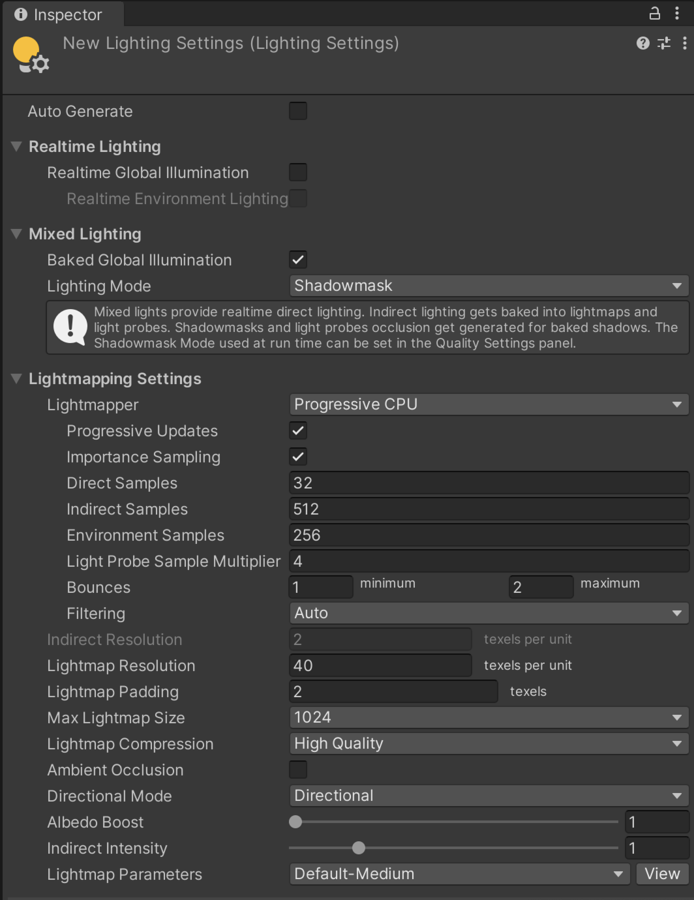 Inspector
New Lighting Settings (Lighting Settings)
Auto Generate
Realtime Lighting
Realtime Global Illumination
Realtime Environment Lighting
Mixed Lighting
Baked Global Illumination
Lighting Mode Shadowmask
Mixed lights provide realtime direct lighting. Indirect lighting gets baked into lightmaps and
light probes. Shadowmasks and light probes occlusion get generated for baked shadows. The
Shadowmask Mode used at run time can be set in the Quality Settings panel.
Lightmapping Settings
Lightmapper Progressive CPU
Progressive Updates
Importance Sampling
Direct Samples 32
Indirect Samples 512
Environment Samples 256
Light Probe Sample Multiplier 4
Bounces 1 minimum 2 maximum
Filtering Auto
Indirect Resolution 2 texels per unit
Lightmap Resolution 40 texels per unit
Lightmap Padding 2 texels
Max Lightmap Size 1024
Lightmap Compression High Quality
Ambient Occlusion
Directional Mode Directional
Albedo Boost 1
Indirect Intensity 1
Lightmap Parameters Default-Medium View